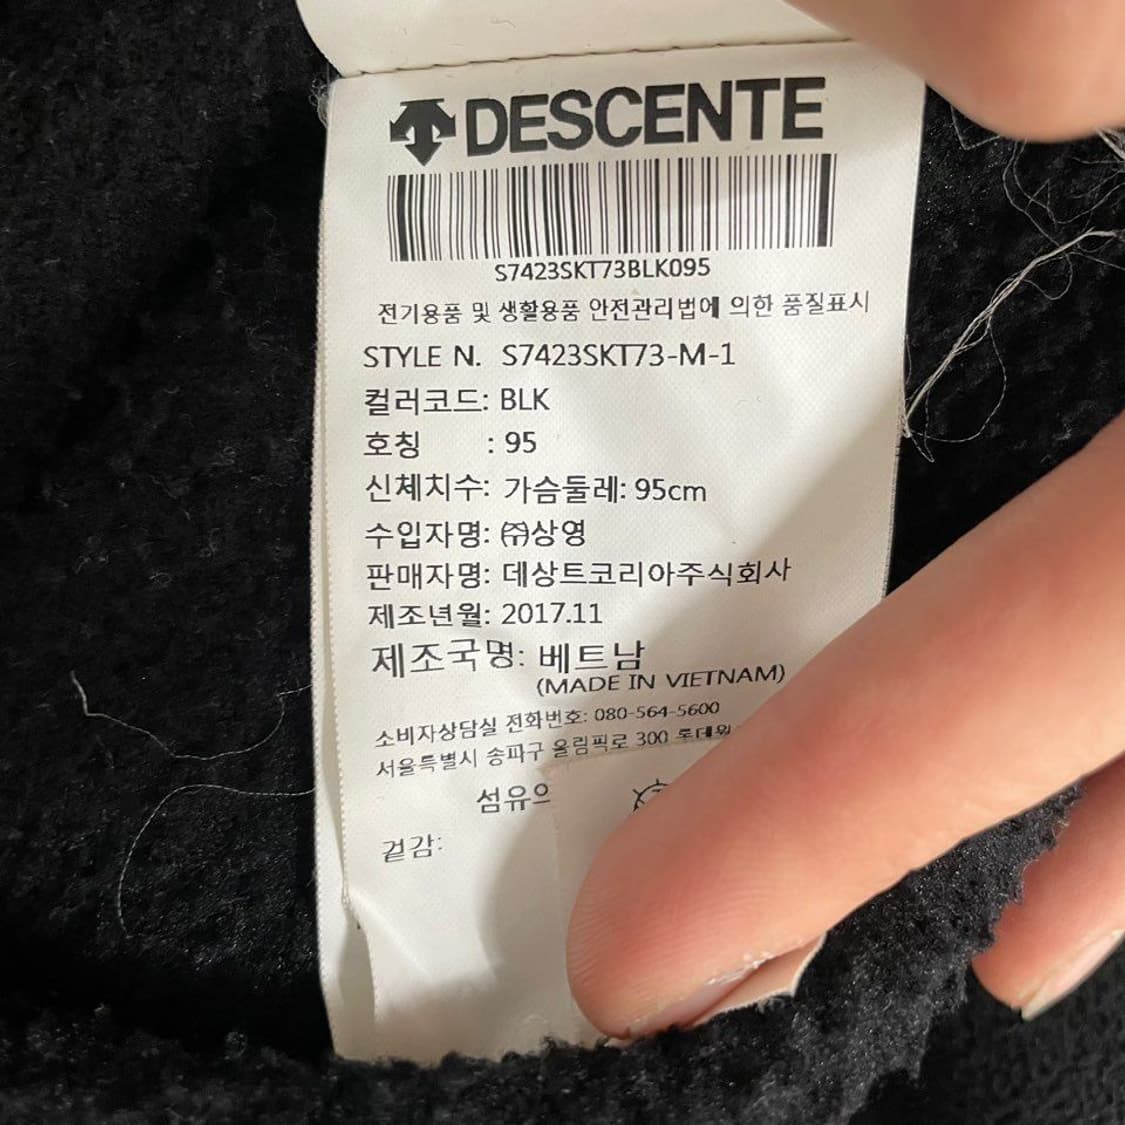 DESCENTE
S7423SKT73BLK095
전기용품 및 생활용품 안전관리법에 의한 품질표시
STYLE N. S7423SKT73-M-1
컬러코드: BLK
호칭 : 95
신체치수: 가슴둘레: 95cm
수입자명: ㈜상영
판매자명: 데상트코리아주식회사
제조년월: 2017.11
제조국명: 베트남
(MADE IN VIETNAM)
소비자상담실 전화번호: 080-564-5600
서울특별시 송파구 올림픽로 300
겉감: